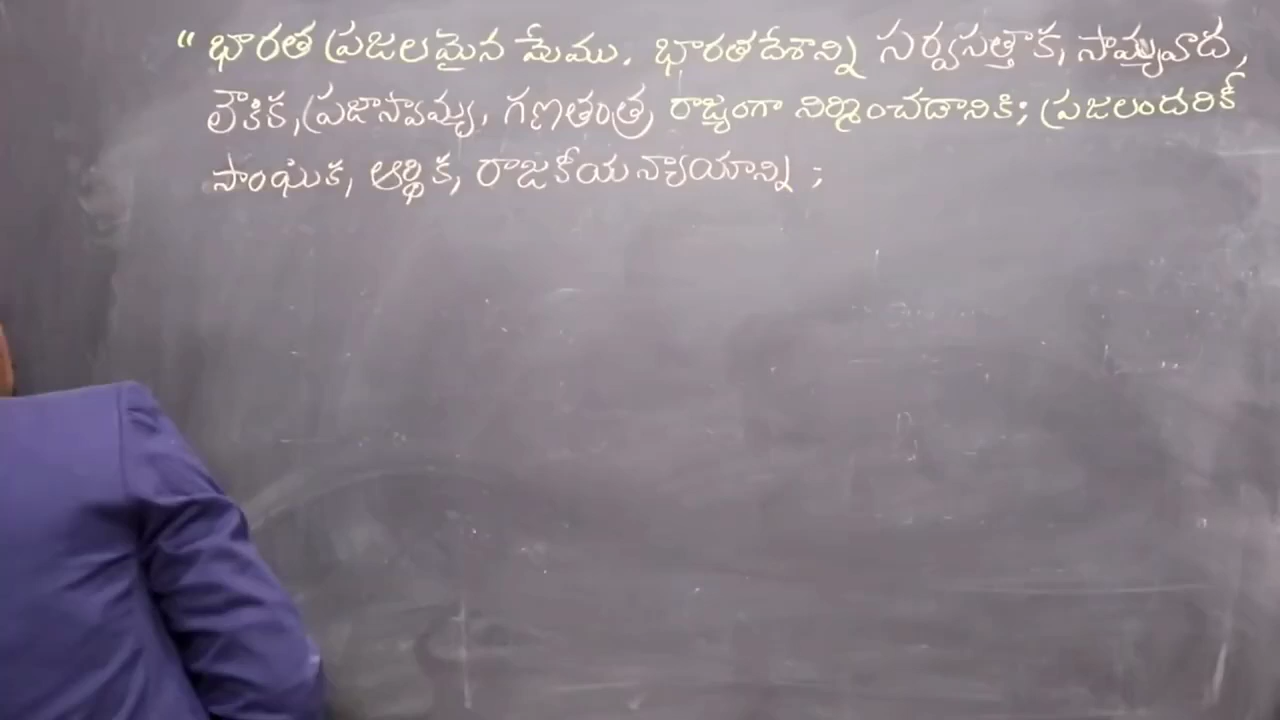 “ భారత ప్రజలమైన మేము. భారతదేశాన్ని సర్వసత్తాక, సామ్యవాద,
లౌకిక, ప్రజాస్వామ్య, గణతంత్ర రాజ్యంగా నిర్మించడానికి; ప్రజలందరికీ
సాంఘిక, ఆర్థిక, రాజకీయ న్యాయాన్ని ;